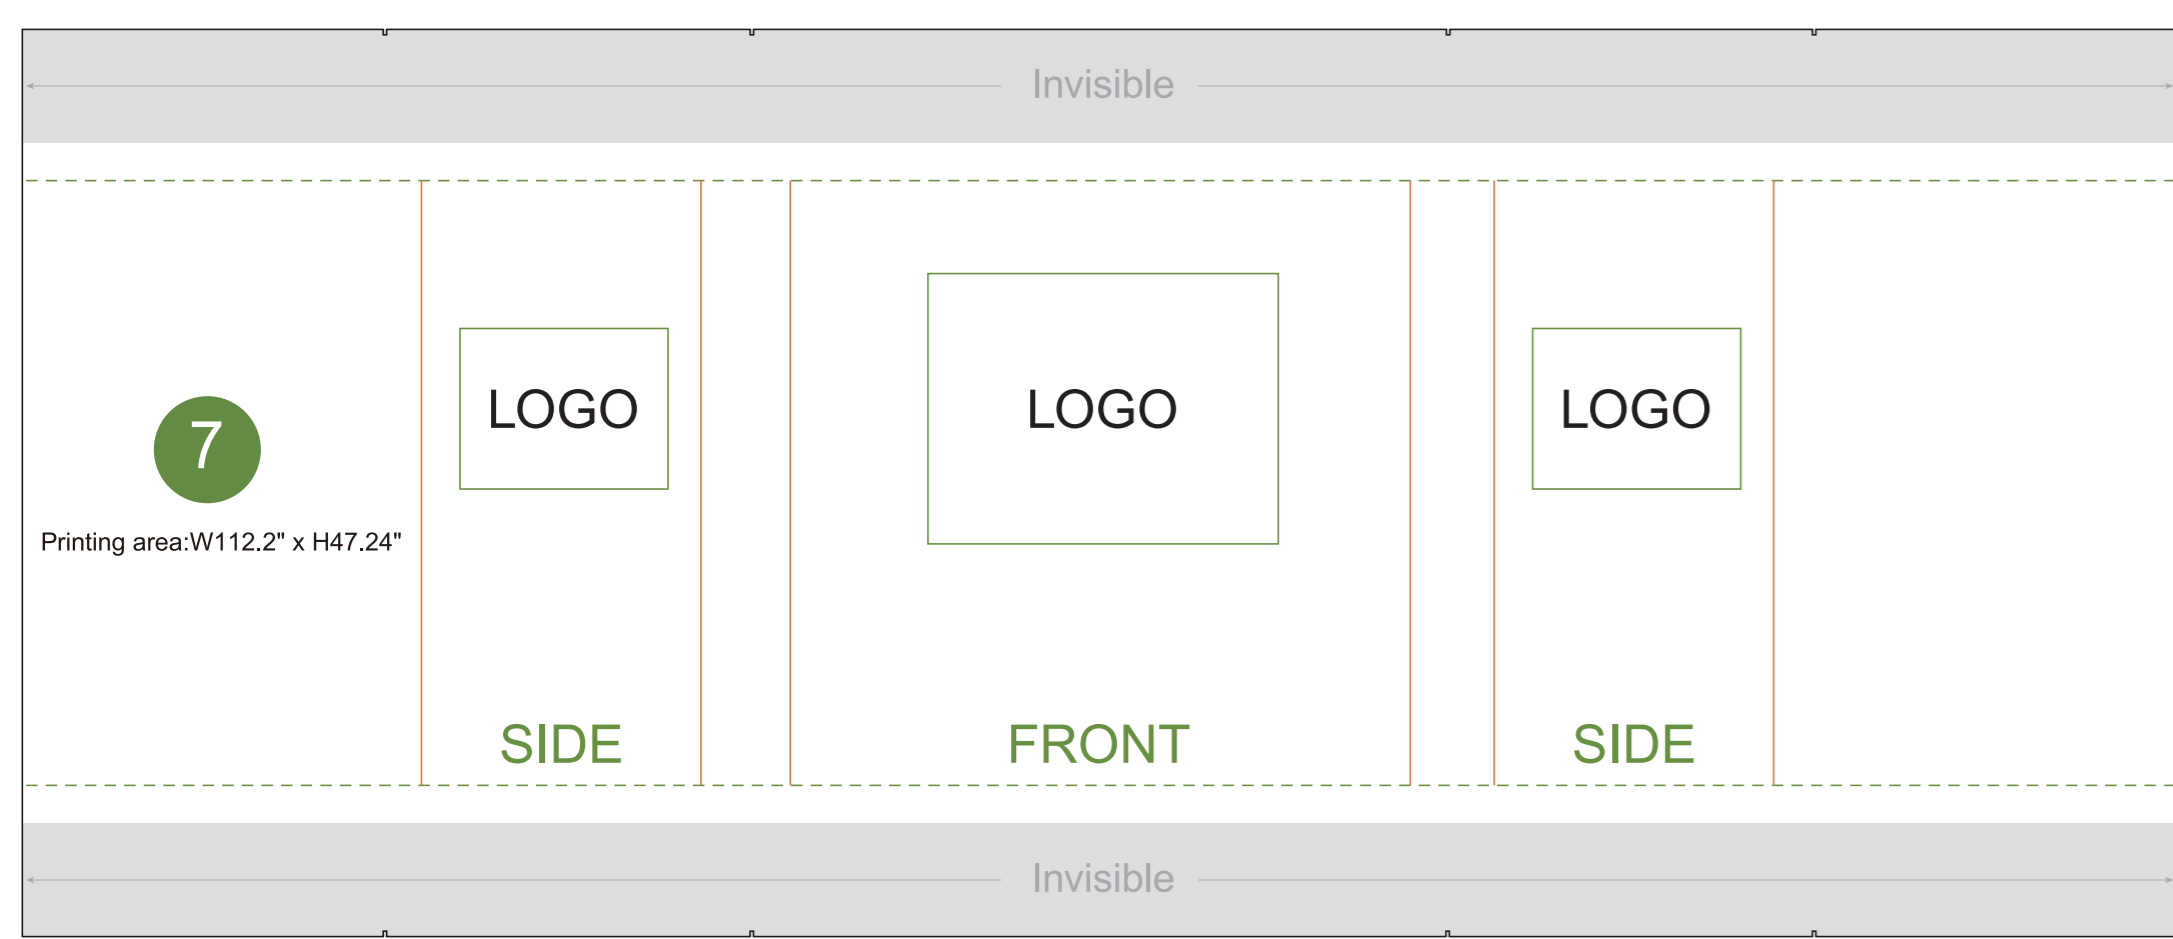 Invisible
LOGO
LOGO
LOGO
7
Printing area:W112.2" x H47.24"
SIDE
FRONT
SIDE
Invisible